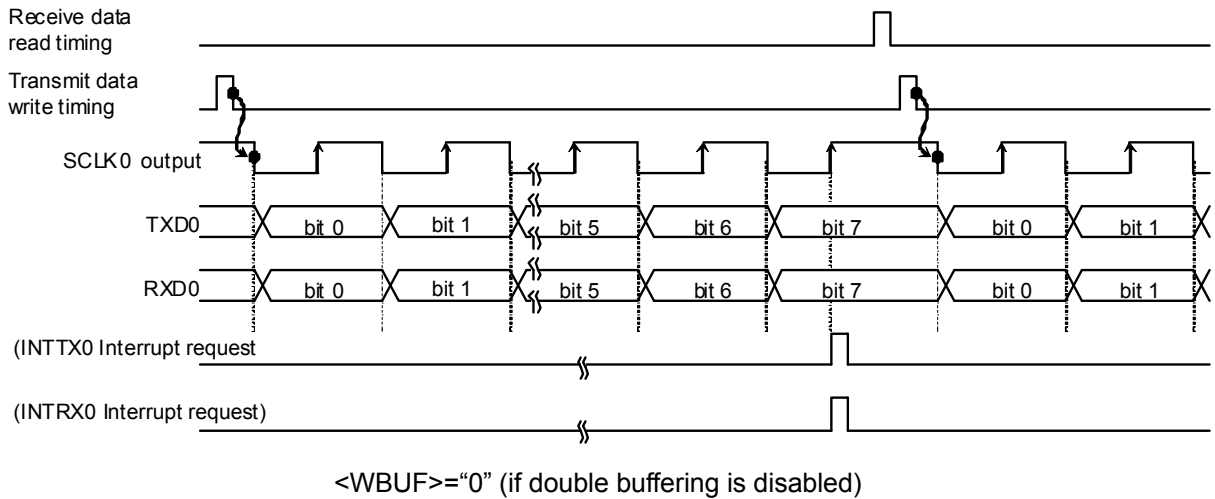 Receive data
read timing
Transmit data
write timing
SCLK0 output
TXD0 bit 0 bit 1 bit 5 bit 6 bit 7 bit 0 bit 1
RXD0 bit 0 bit 1 bit 5 bit 6 bit 7 bit 0 bit 1
(INTTX0 Interrupt request
(INTRX0 Interrupt request)
<WBUF>=“0” (if double buffering is disabled)